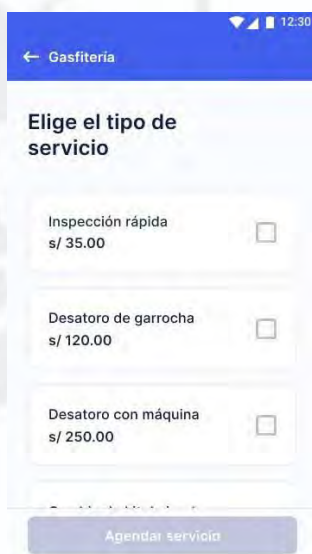 12:30
← Gasfitería
Elige el tipo de
servicio
Inspección rápida
s/ 35.00
Desatoro de garrocha
s/ 120.00
Desatoro con máquina
s/ 250.00
Agendar servicio